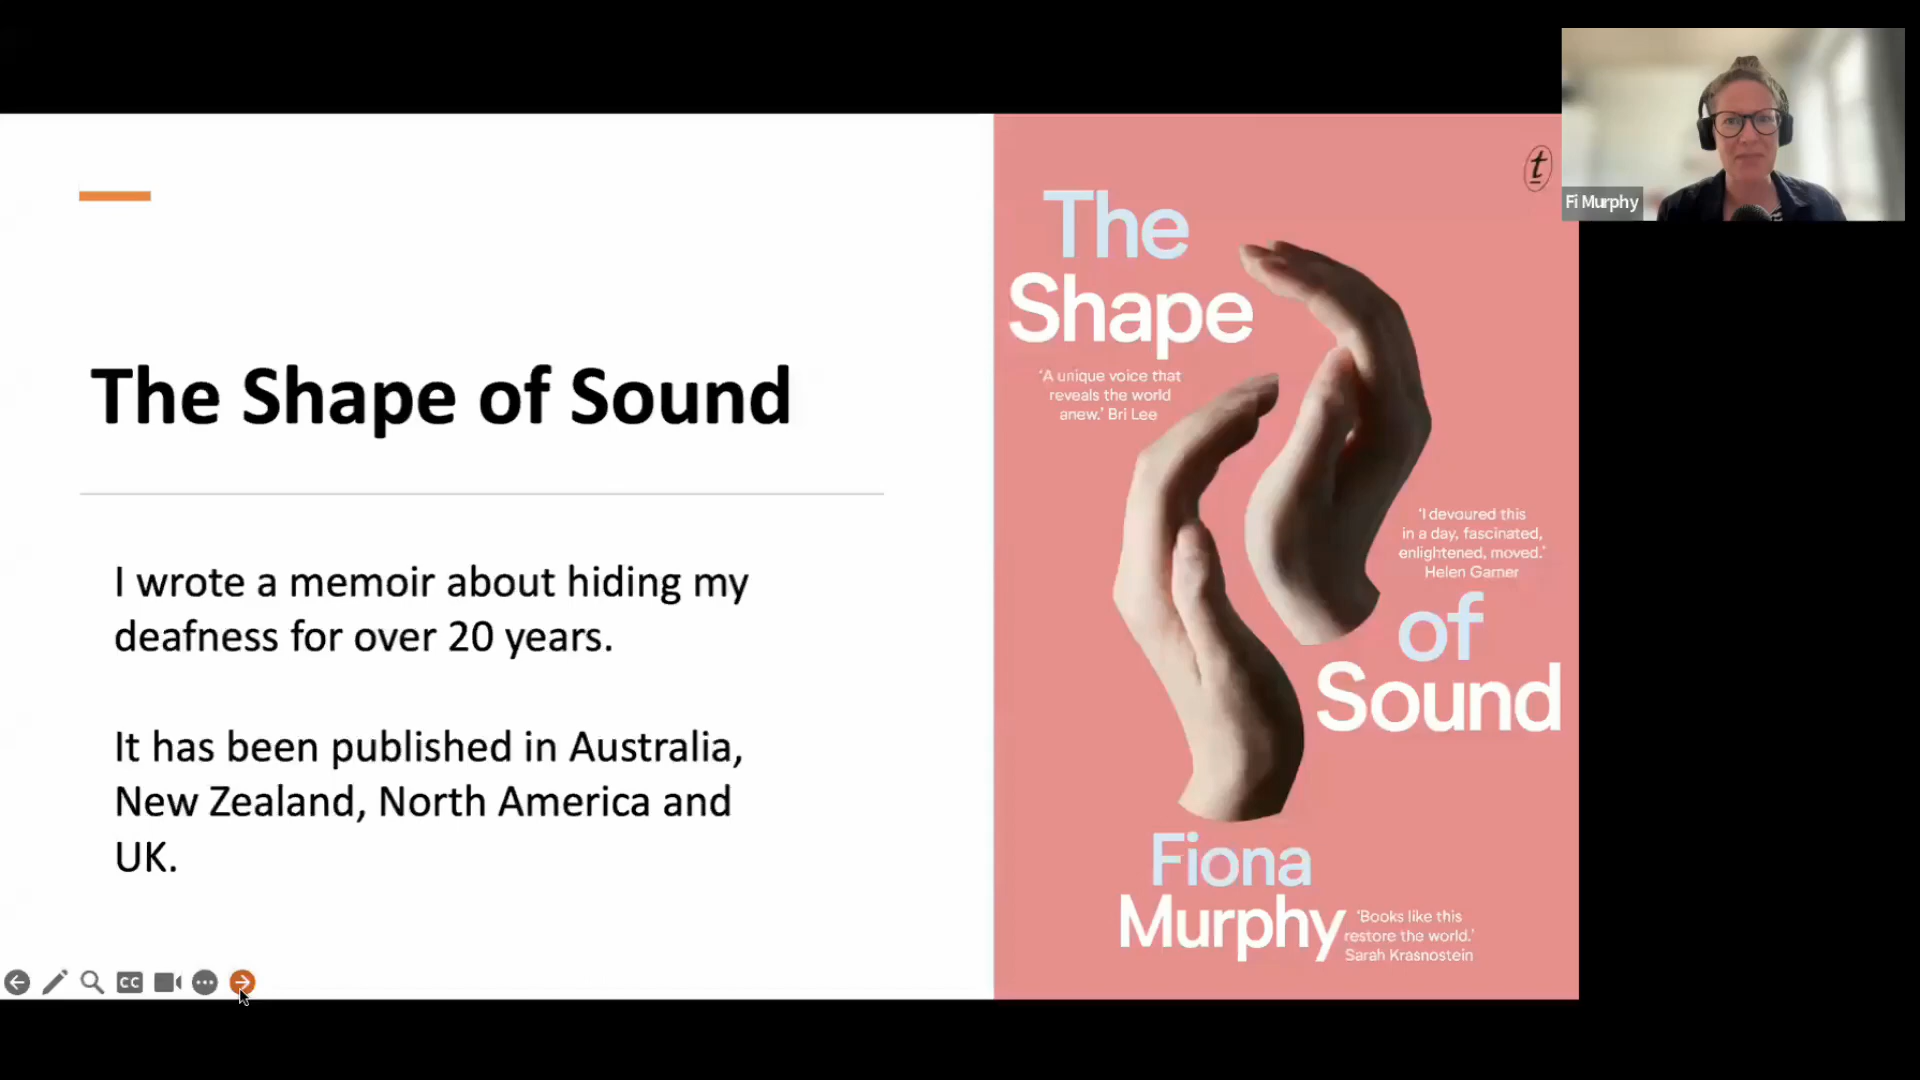 The Shape of Sound
I wrote a memoir about hiding my
deafness for over 20 years.
It has been published in Australia,
New Zealand, North America and
UK.
CC
t
The
Shape
'A unique voice that
reveals the world
anew.' Bri Lee
'I devoured this
in a day, fascinated,
enlightened, moved.'
Helen Garner
of
Sound
Fiona
Murphy
'Books like this
restore the world.'
Sarah Krasnostein
Fi Murphy